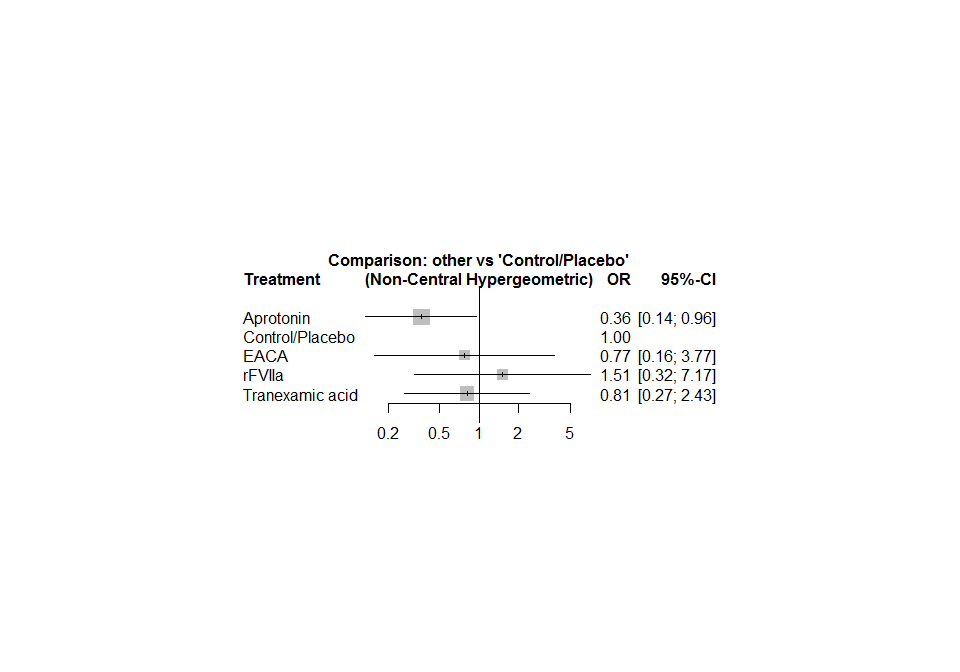 Comparison: other vs 'Control/Placebo'
Treatment (Non-Central Hypergeometric) OR 95%-CI
Aprotonin 0.36 [0.14; 0.96]
Control/Placebo 1.00
EACA 0.77 [0.16; 3.77]
rFVIIa 1.51 [0.32; 7.17]
Tranexamic acid 0.81 [0.27; 2.43]
0.2 0.5 1 2 5